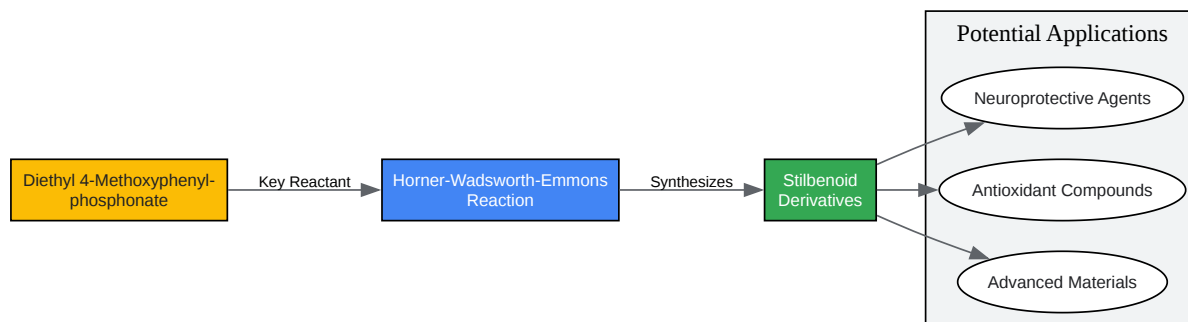 Potential Applications
Neuroprotective Agents
Diethyl 4-Methoxyphenyl-
phosphonate
Key Reactant
Horner-Wadsworth-Emmons
Reaction
Synthesizes
Stilbenoid
Derivatives
Antioxidant Compounds
Advanced Materials